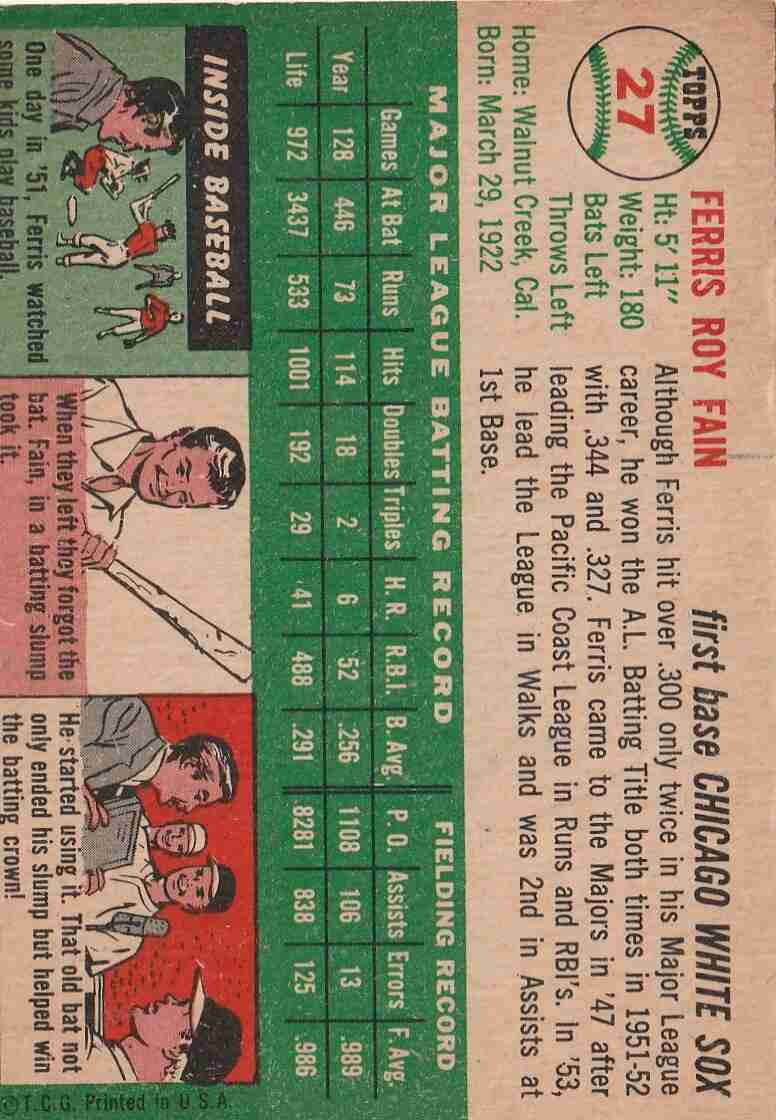 TOPPS
27
FERRIS ROY FAIN
first base CHICAGO WHITE SOX
Ht: 5' 11"
Weight: 180
Bats Left
Throws Left
Home: Walnut Creek, Cal.
Born: March 29, 1922
Although Ferris hit over .300 only twice in his Major League
career, he won the A.L. Batting Title both times in 1951-52
with .344 and .327. Ferris came to the Majors in '47 after
leading the Pacific Coast League in Runs and RBI's. In '53,
he lead the League in Walks and was 2nd in Assists at
1st Base.
MAJOR LEAGUE BATTING RECORD FIELDING RECORD
Games At Bat Runs Hits Doubles Triples H. R. R.B.I. B. Avg. P. O. Assists Errors F. Avg.
Year 128 446 73 114 18 2 6 52 .256 1108 106 13 .989
Life 972 3437 533 1001 192 29 41 488 .291 8281 838 125 .986
INSIDE BASEBALL
One day in '51, Ferris watched
some kids play baseball.
When they left they forgot the
bat. Fain, in a batting slump
took it.
He started using it. That old bat not
only ended his slump but helped win
the batting crown!
©T.C.G. Printed in U.S.A.